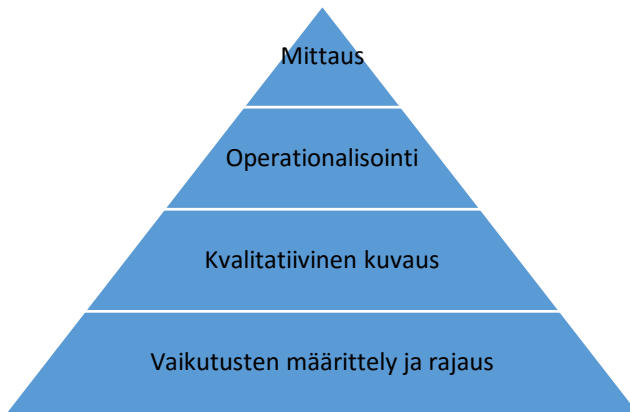 Mittaus
Operationalisointi
Kvalitatiivinen kuvaus
Vaikutusten määrittely ja rajaus